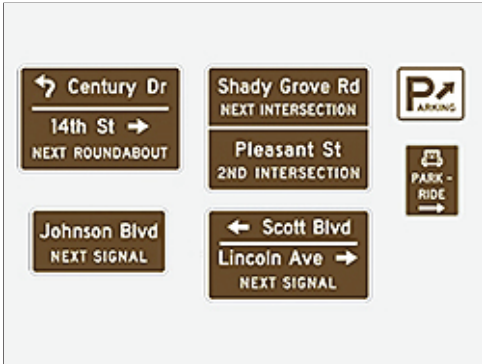 Century Dr
14th St
NEXT ROUNDABOUT
Shady Grove Rd
NEXT INTERSECTION
Pleasant St
2ND INTERSECTION
PARKING
PARK -
RIDE
Johnson Blvd
NEXT SIGNAL
Scott Blvd
Lincoln Ave
NEXT SIGNAL